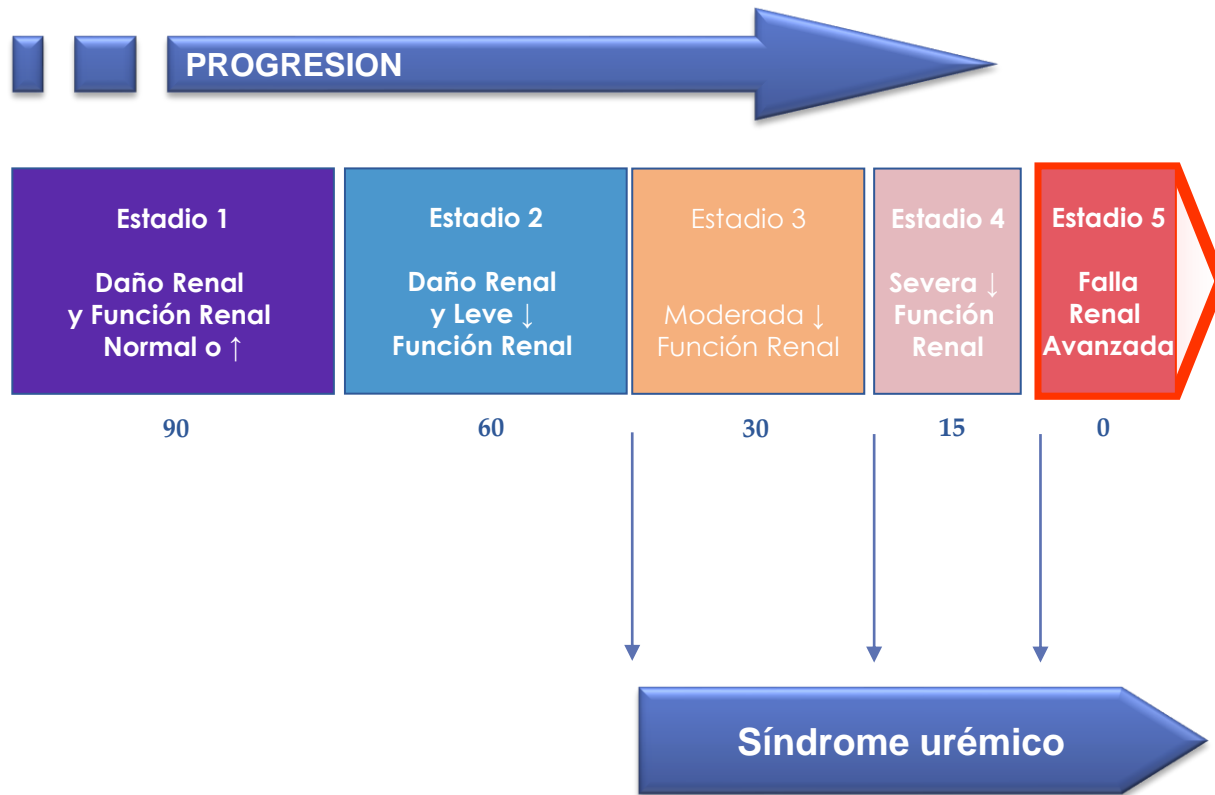 PROGRESION
Estadio 1
Daño Renal
y Función Renal
Normal o ↑
Estadio 2
Daño Renal
y Leve ↓
Función Renal
Estadio 3
Moderada ↓
Función Renal
Estadio 4
Severa ↓
Función
Renal
Estadio 5
Falla
Renal
Avanzada
90
60
30
15
0
Síndrome urémico